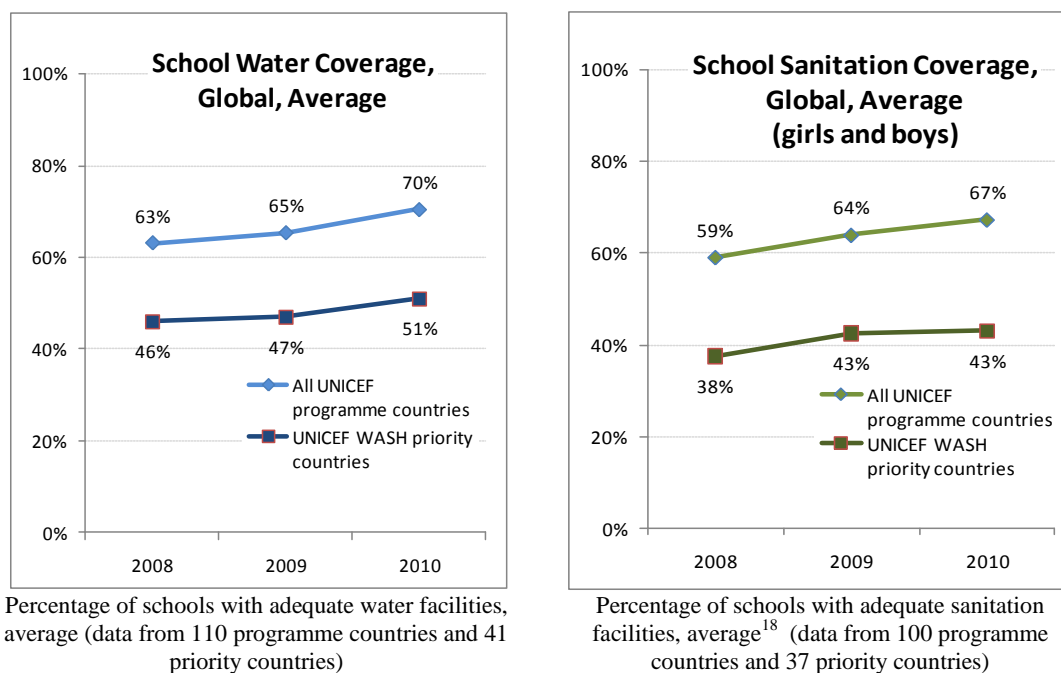 School Water Coverage,
Global, Average
100%
80%
60%
40%
20%
0%
63%
65%
70%
46%
47%
51%
All UNICEF
programme countries
UNICEF WASH priority
countries
2008
2009
2010
Percentage of schools with adequate water facilities,
average (data from 110 programme countries and 41
priority countries)
School Sanitation Coverage,
Global, Average
(girls and boys)
100%
80%
60%
40%
20%
0%
59%
64%
67%
38%
43%
43%
All UNICEF
programme countries
UNICEF WASH
priority countries
2008
2009
2010
Percentage of schools with adequate sanitation
facilities, average18 (data from 100 programme
countries and 37 priority countries)